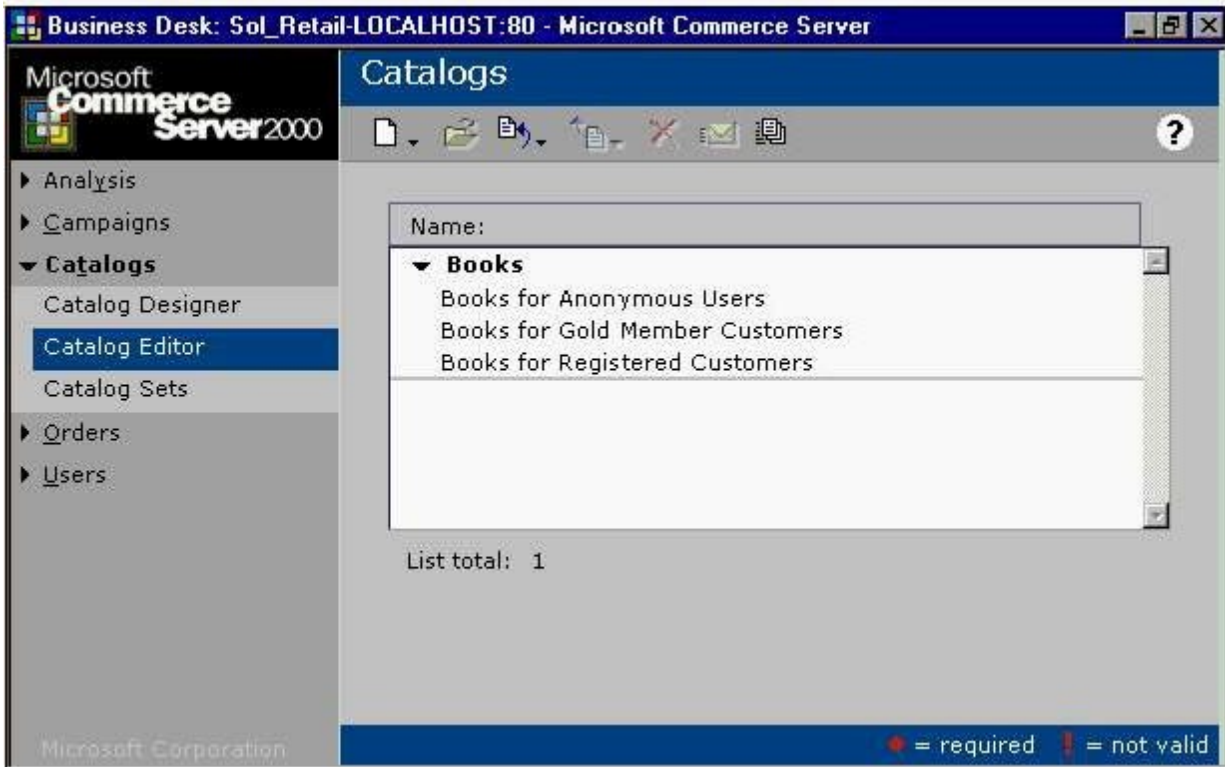 Business Desk: Sol_Retail-LOCALHOST:80 - Microsoft Commerce Server
Microsoft
Commerce
Server2000
Analysis
Campaigns
Catalogs
Catalog Designer
Catalog Editor
Catalog Sets
Orders
Users
Microsoft Corporation
Catalogs
?
Name:
Books
Books for Anonymous Users
Books for Gold Member Customers
Books for Registered Customers
List total: 1
= required ! = not valid